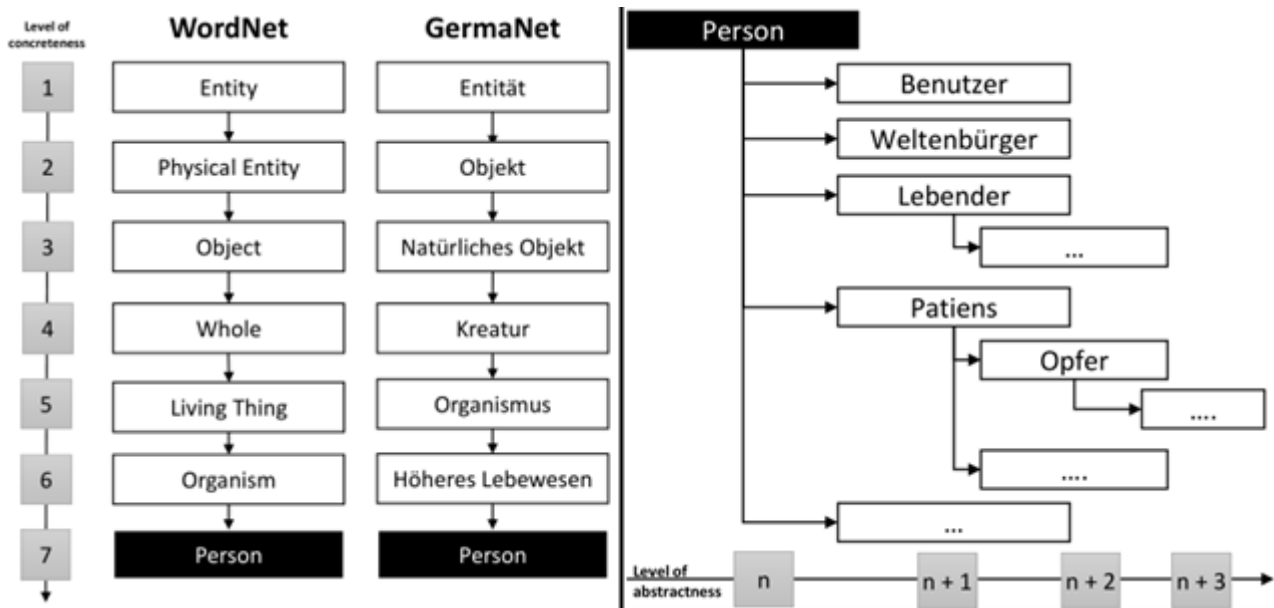 Level of
concreteness
WordNet
GermaNet
1
Entity
Entität
2
Physical Entity
Objekt
3
Object
Natürliches Objekt
4
Whole
Kreatur
5
Living Thing
Organismus
6
Organism
Höheres Lebewesen
7
Person
Person
Person
Benutzer
Weltenbürger
Lebender
...
Patiens
Opfer
....
....
...
Level of
abstractness
n
n + 1
n + 2
n + 3